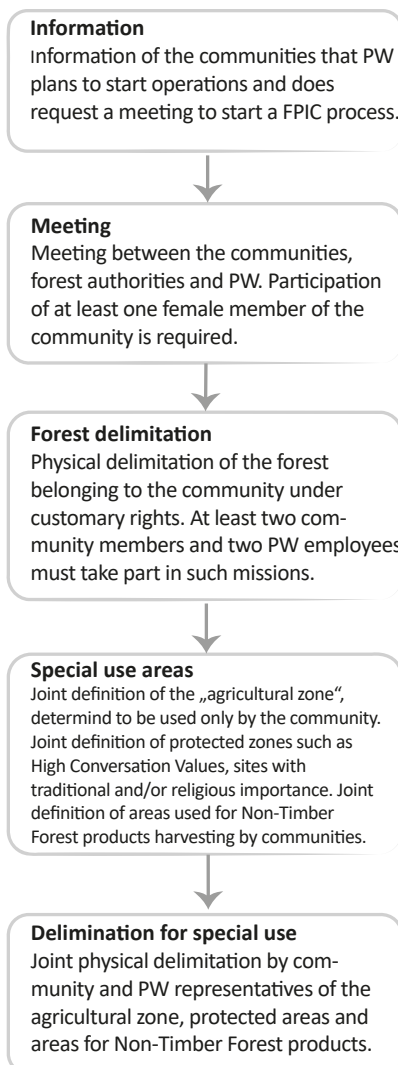 Information
Information of the communities that PW
plans to start operations and does
request a meeting to start a FPIC process.
Meeting
Meeting between the communities,
forest authorities and PW. Participation
of at least one female member of the
community is required.
Forest delimitation
Physical delimitation of the forest
belonging to the community under
customary rights. At least two com-
munity members and two PW employees
must take part in such missions.
Special use areas
Joint definition of the „agricultural zone“,
determind to be used only by the community.
Joint definition of protected zones such as
High Conversation Values, sites with
traditional and/or religious importance. Joint
definition of areas used for Non-Timber
Forest products harvesting by communities.
Delimination for special use
Joint physical delimitation by com-
munity and PW representatives of the
agricultural zone, protected areas and
areas for Non-Timber Forest products.